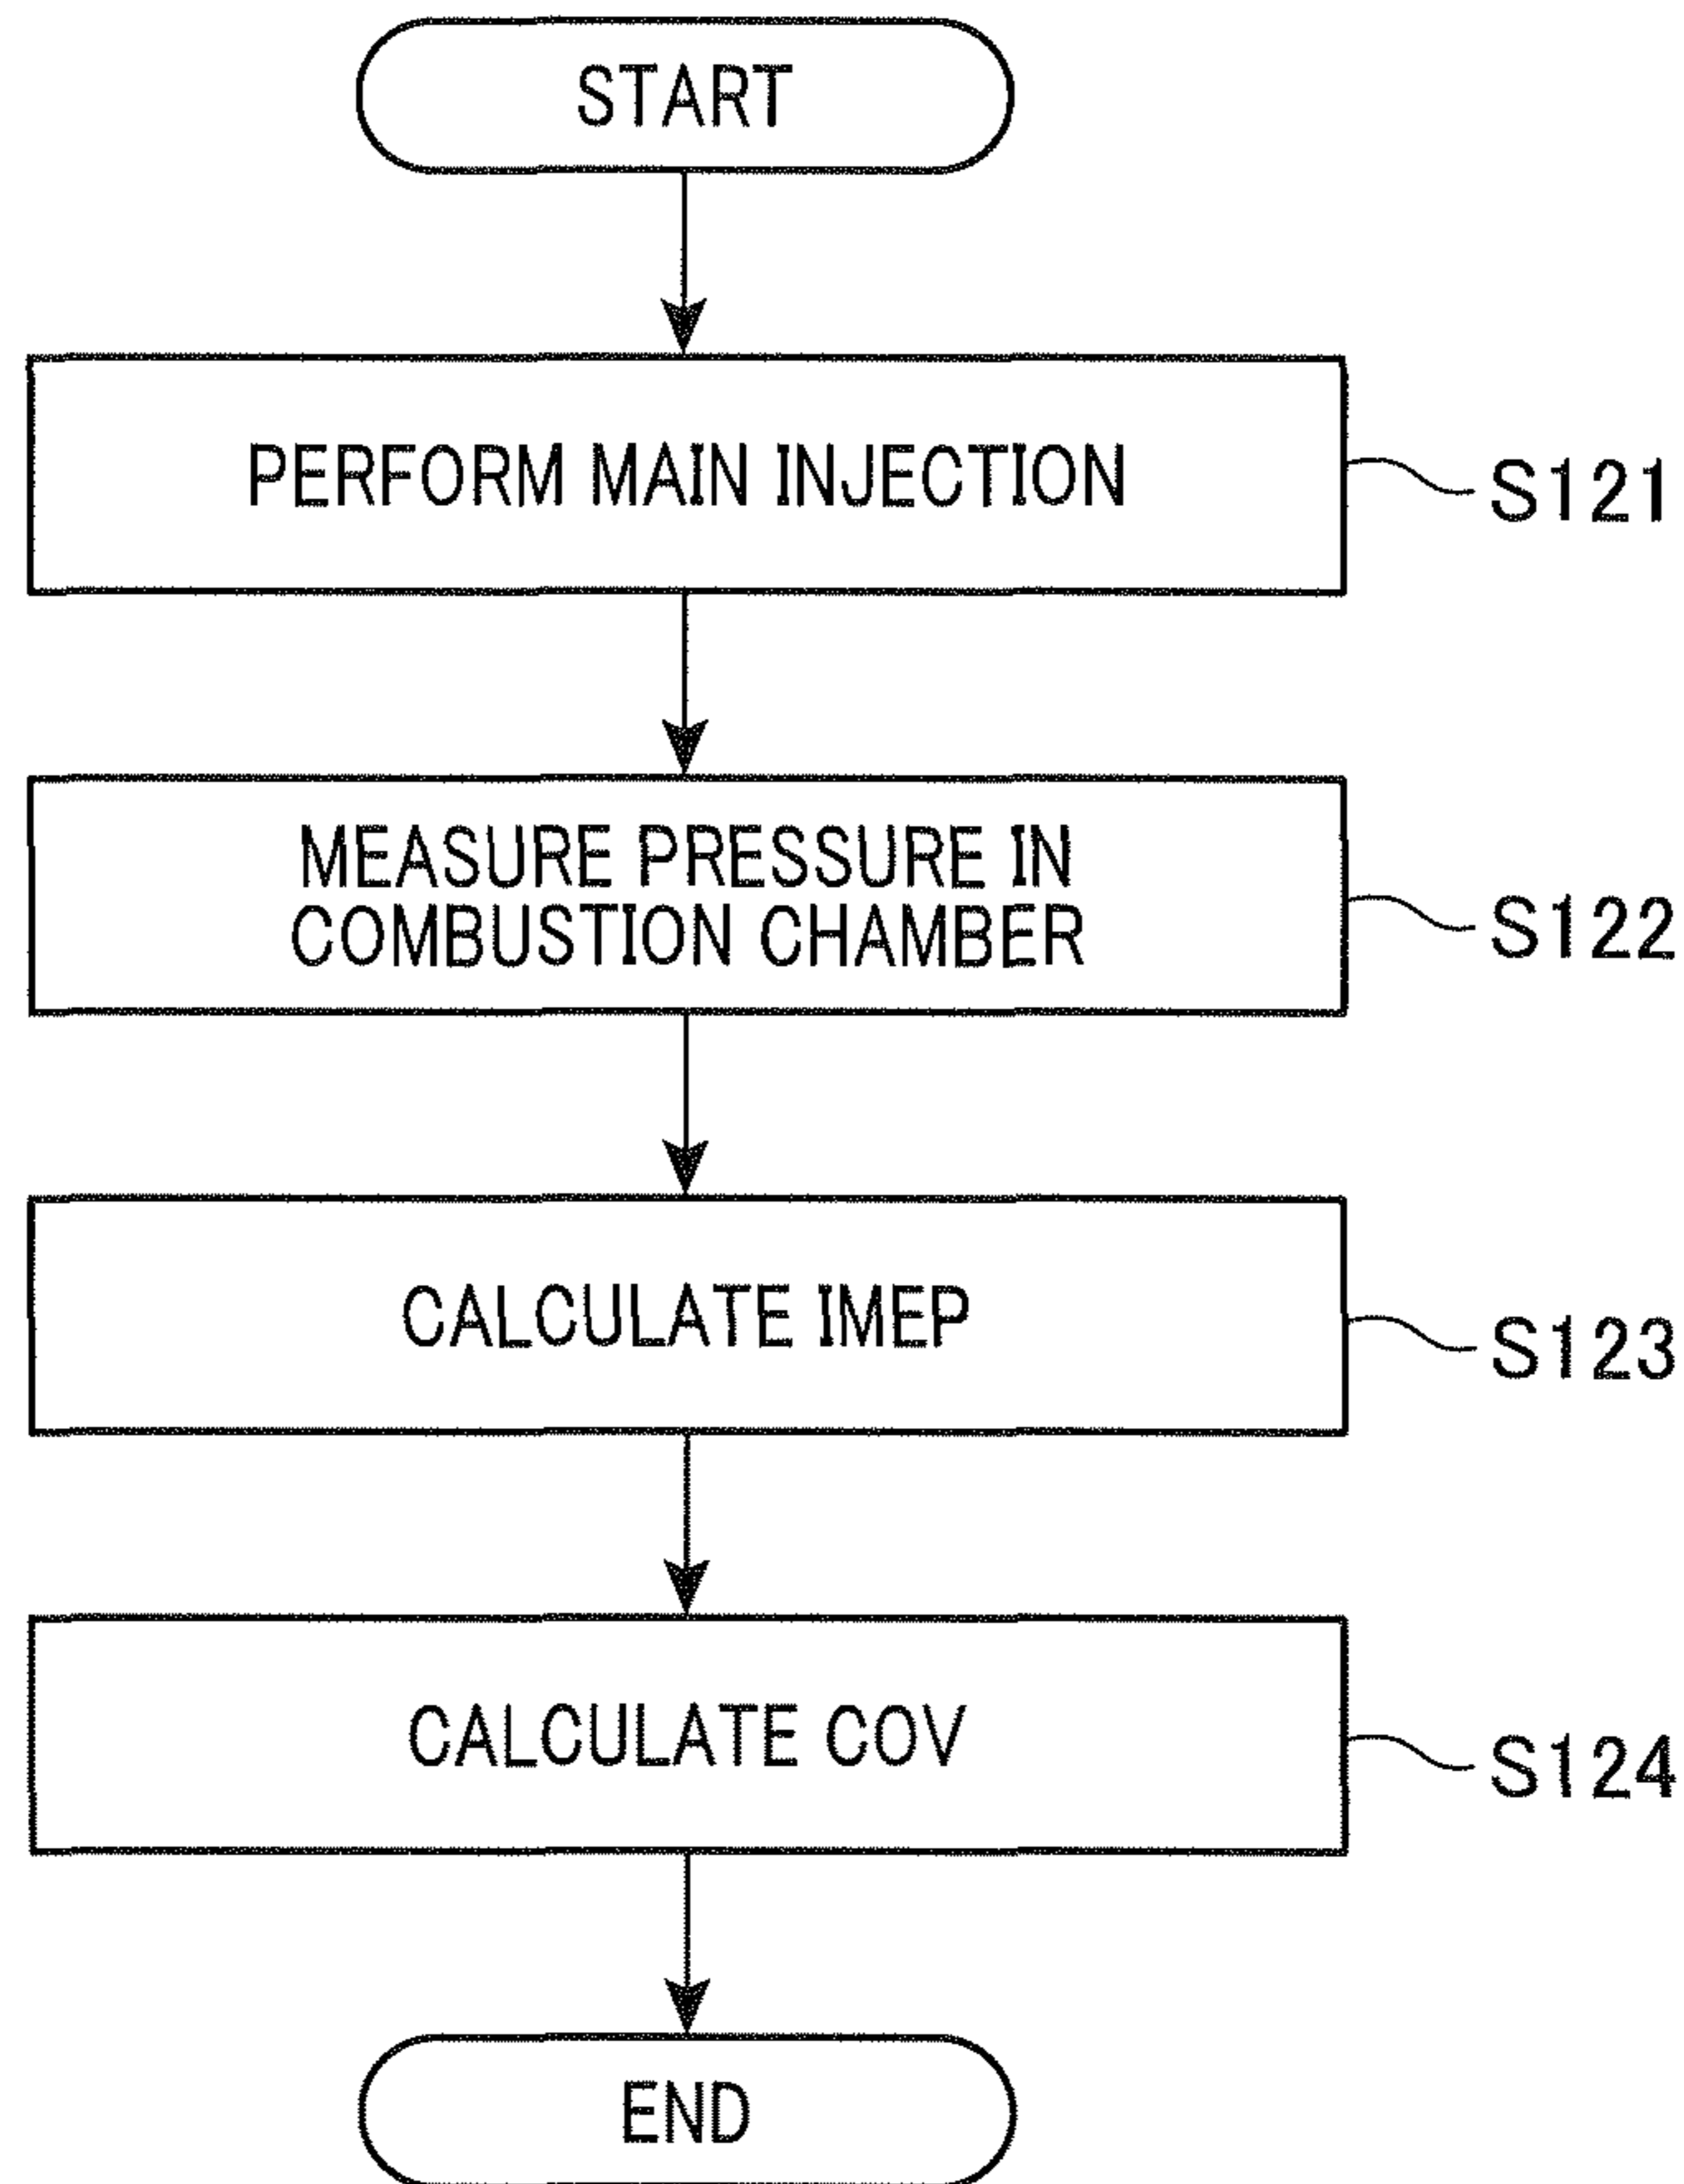 START
PERFORM MAIN INJECTION
S121
MEASURE PRESSURE IN
COMBUSTION CHAMBER
S122
CALCULATE IMEP
S123
CALCULATE COV
S124
END